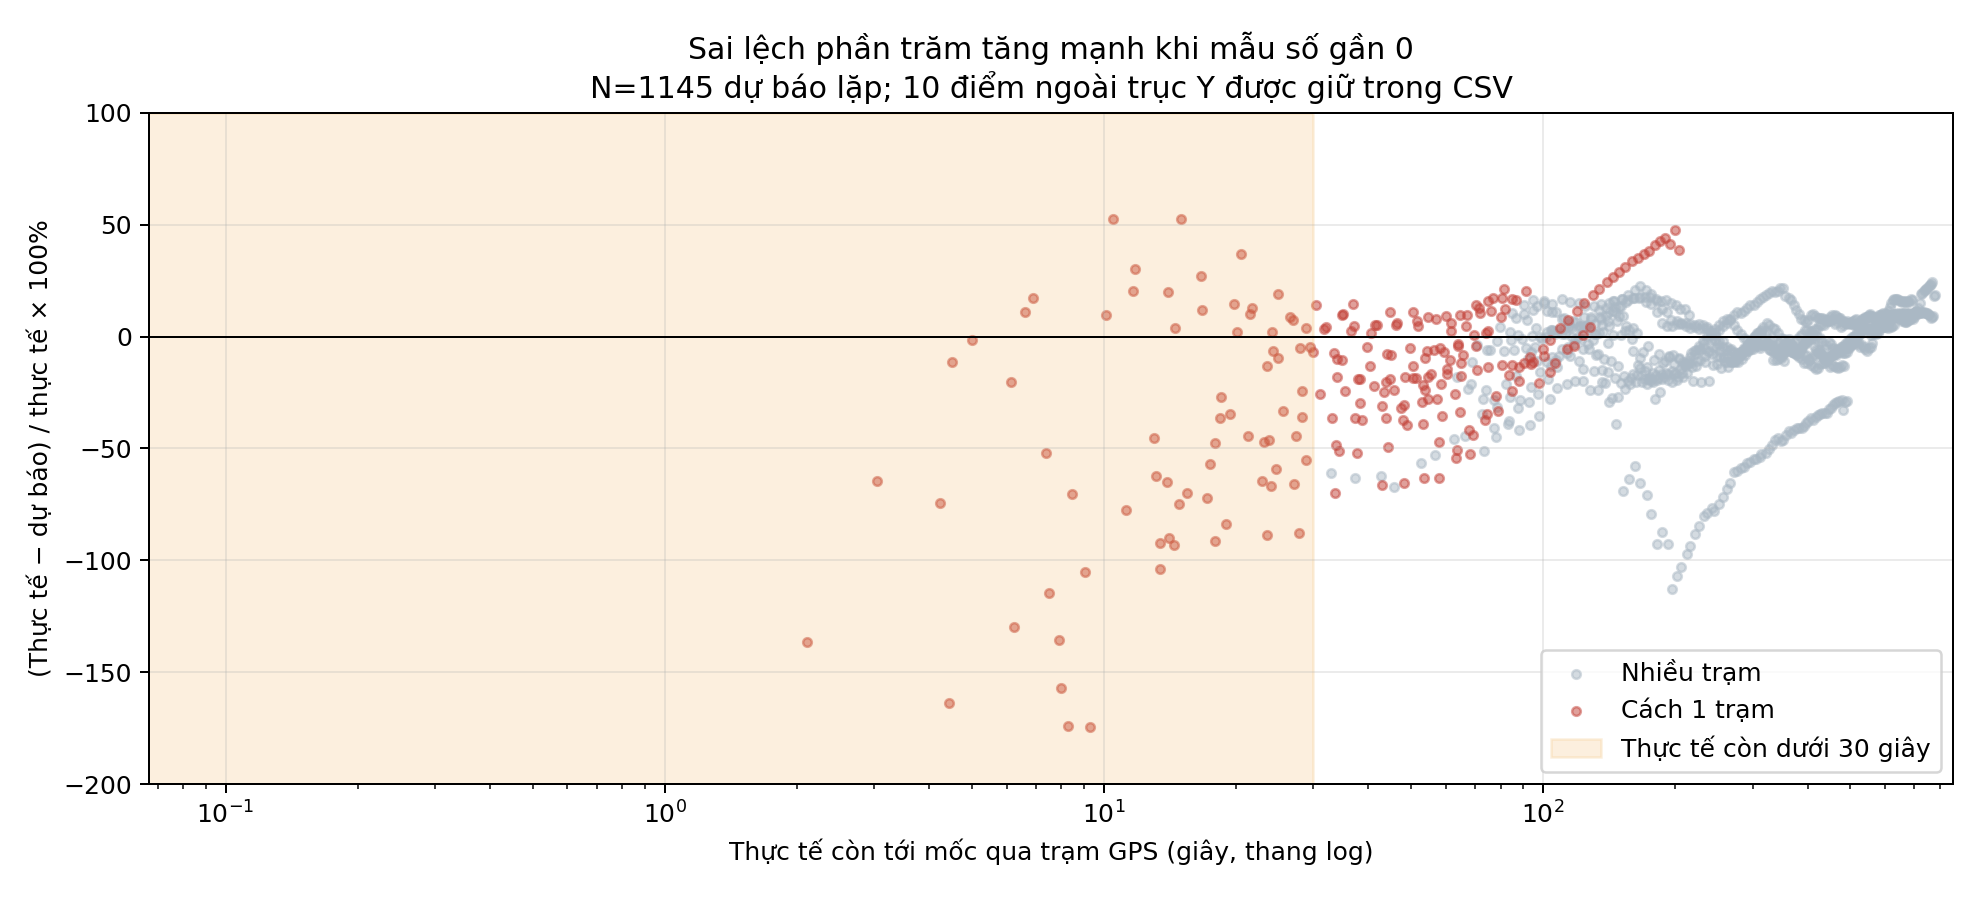 Sai lệch phần trăm tăng mạnh khi mẫu số gần 0
N=1145 dự báo lặp; 10 điểm ngoài trục Y được giữ trong CSV
(Thực tế − dự báo) / thực tế × 100%
100
50
0
−50
−100
−150
−200
Nhiều trạm
Cách 1 trạm
Thực tế còn dưới 30 giây
10⁻¹ 10⁰ 10¹ 10²
Thực tế còn tới mốc qua trạm GPS (giây, thang log)